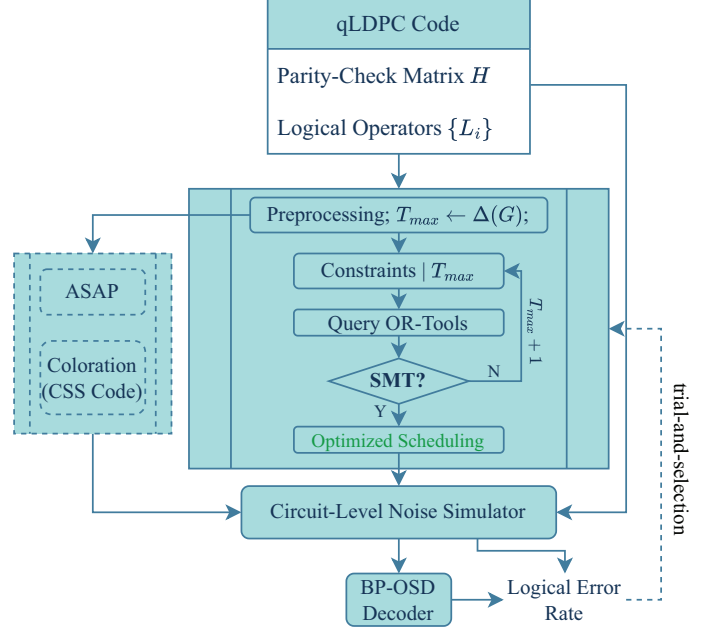 qLDPC Code
Parity-Check Matrix H
Logical Operators {L_i}
Preprocessing; T_max ← Δ(G);
Constraints | T_max
Query OR-Tools
SMT?
N
T_max + 1
Y
Optimized Scheduling
ASAP
Coloration
(CSS Code)
Circuit-Level Noise Simulator
BP-OSD
Decoder
Logical Error
Rate
trial-and-selection